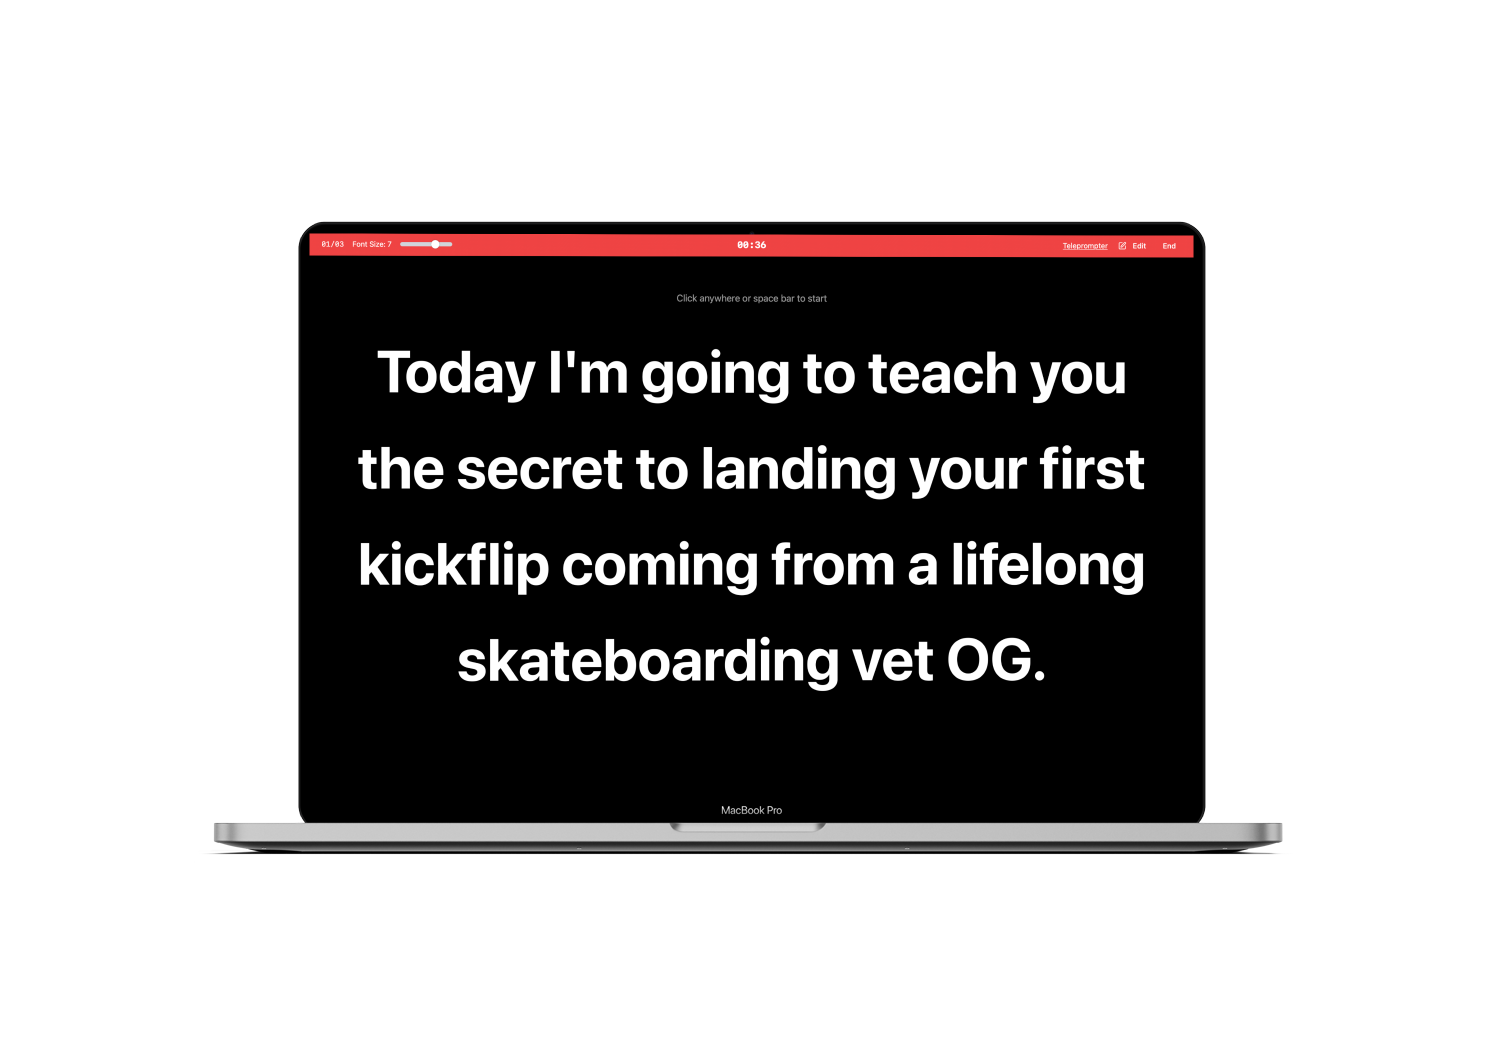 01/03 Font Size: 7 00:36 Teleprompter Edit End
Click anywhere or space bar to start
Today I'm going to teach you
the secret to landing your first
kickflip coming from a lifelong
skateboarding vet OG.
MacBook Pro